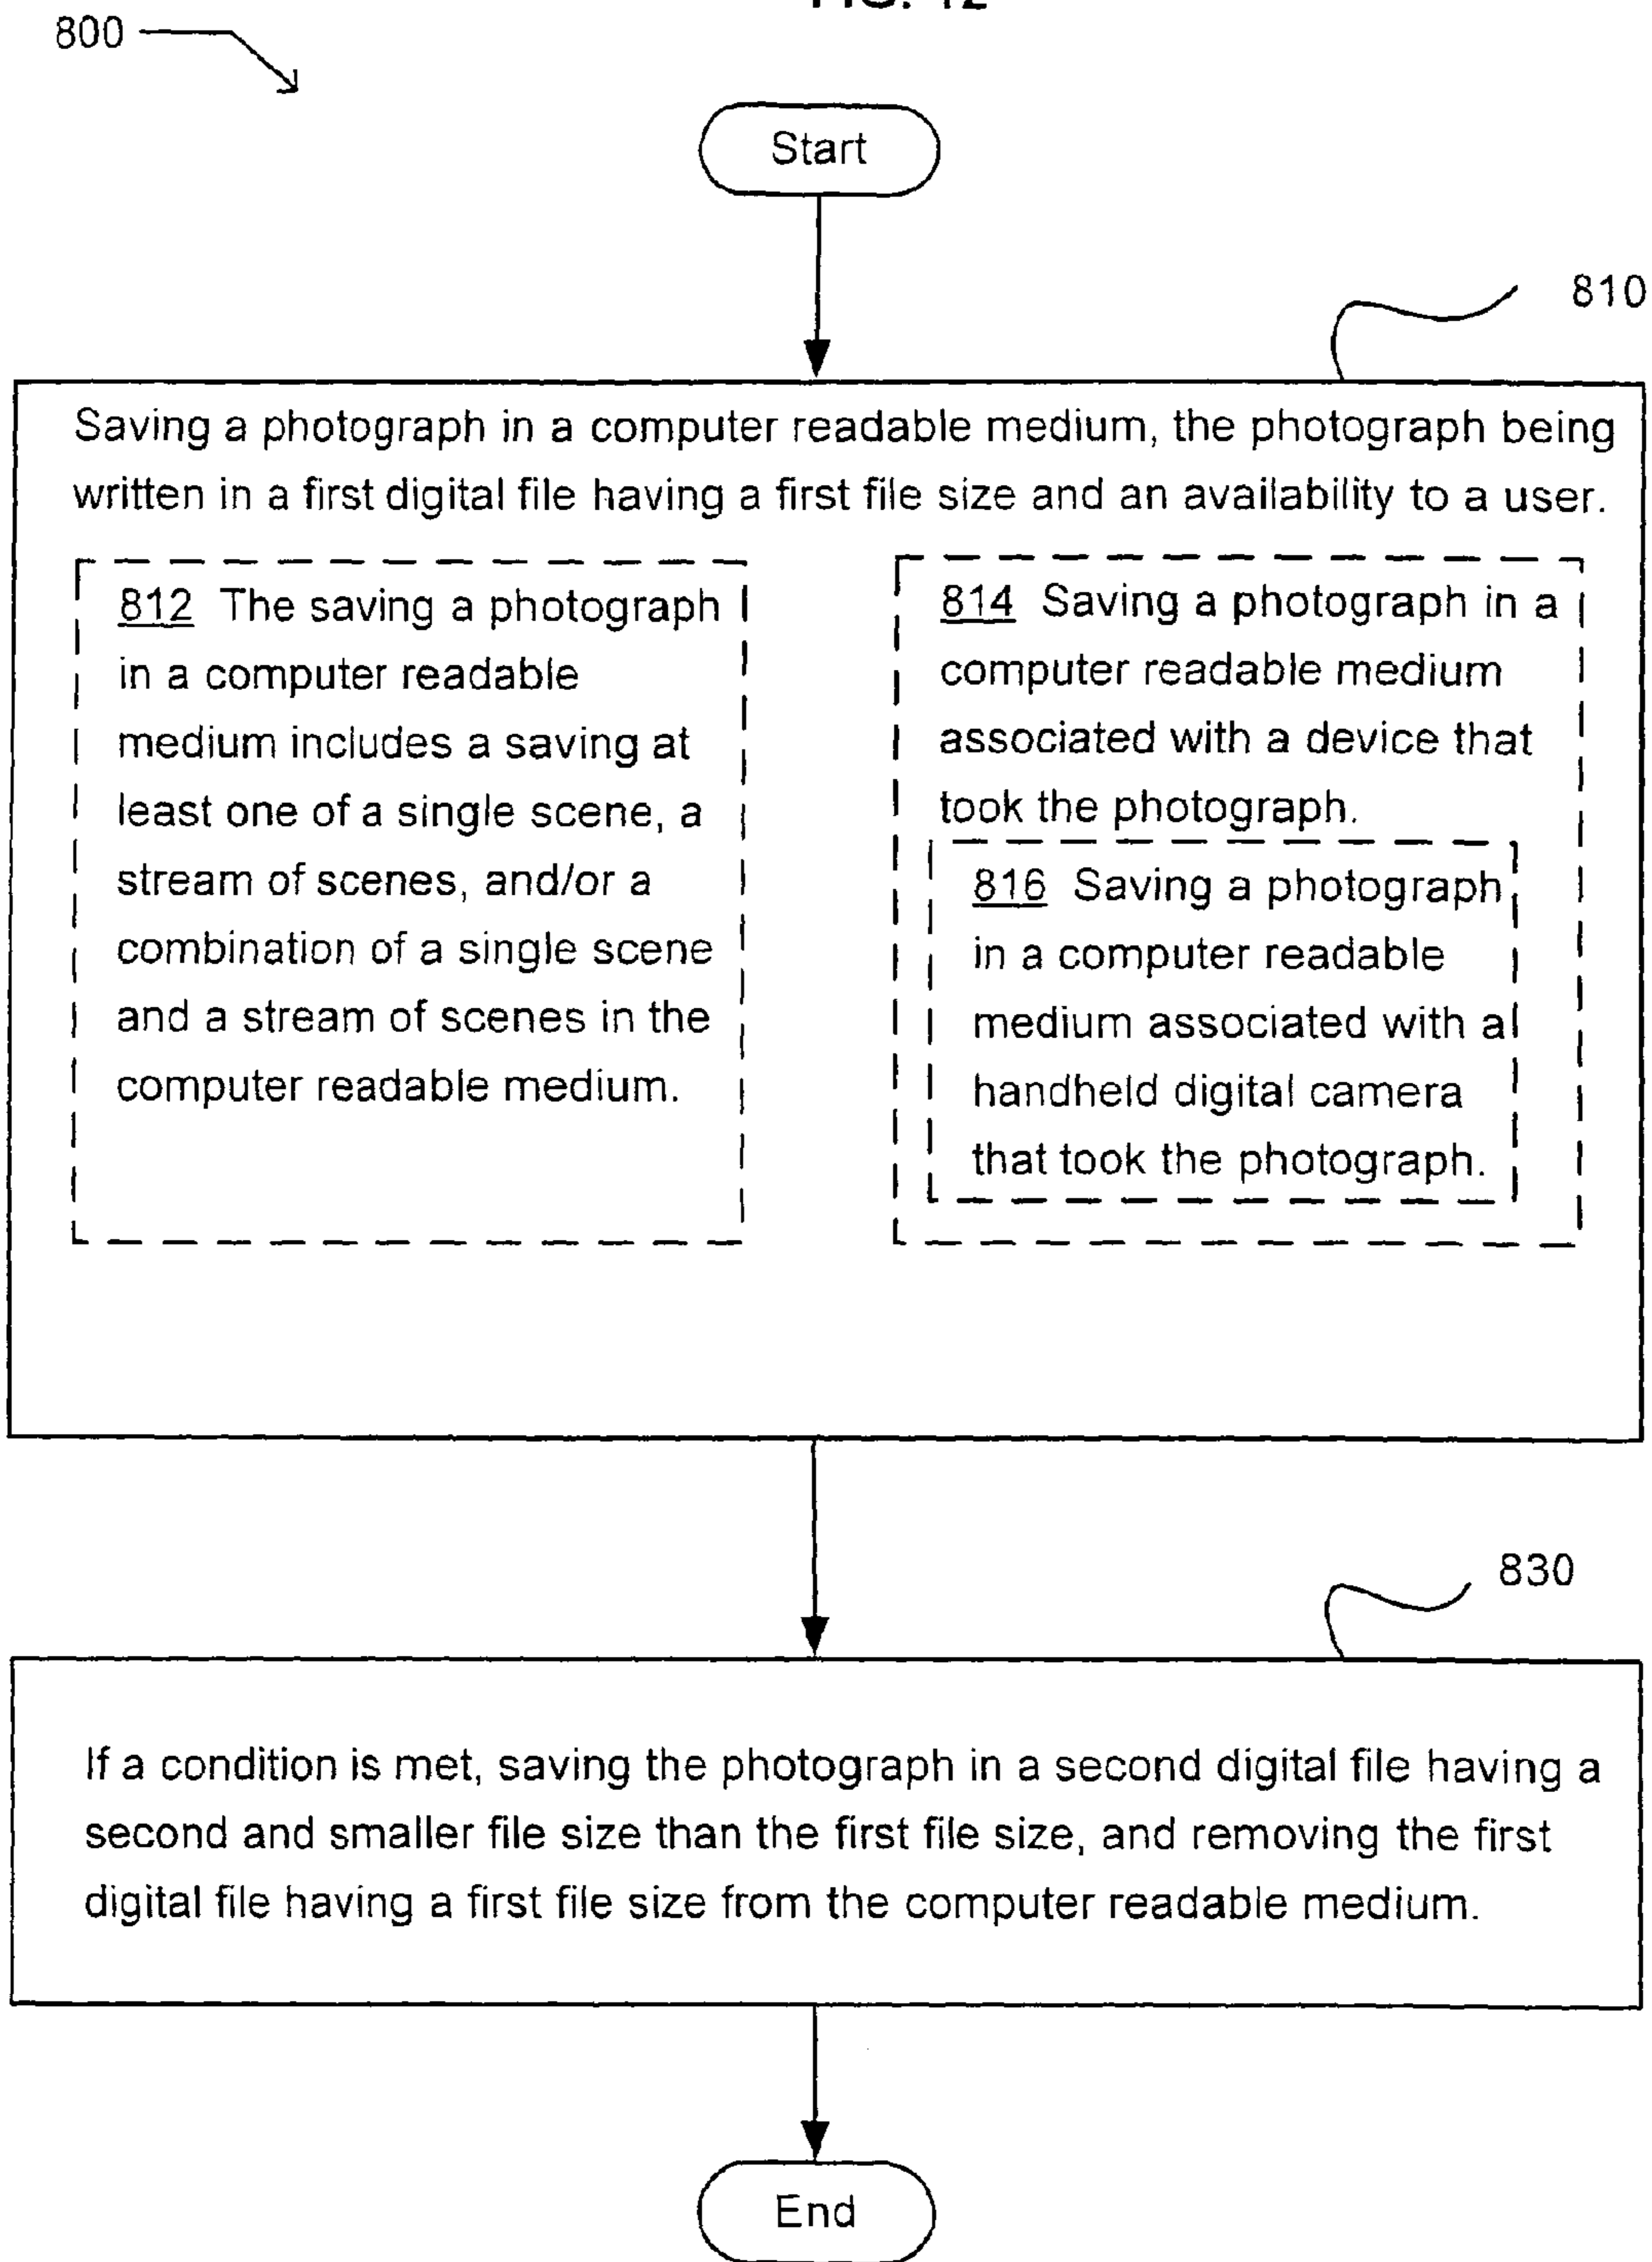 800
Start
810
Saving a photograph in a computer readable medium, the photograph being
written in a first digital file having a first file size and an availability to a user.
812 The saving a photograph
in a computer readable
medium includes a saving at
least one of a single scene, a
stream of scenes, and/or a
combination of a single scene
and a stream of scenes in the
computer readable medium.
814 Saving a photograph in a
computer readable medium
associated with a device that
took the photograph.
816 Saving a photograph
in a computer readable
medium associated with a
handheld digital camera
that took the photograph.
830
If a condition is met, saving the photograph in a second digital file having a
second and smaller file size than the first file size, and removing the first
digital file having a first file size from the computer readable medium.
End